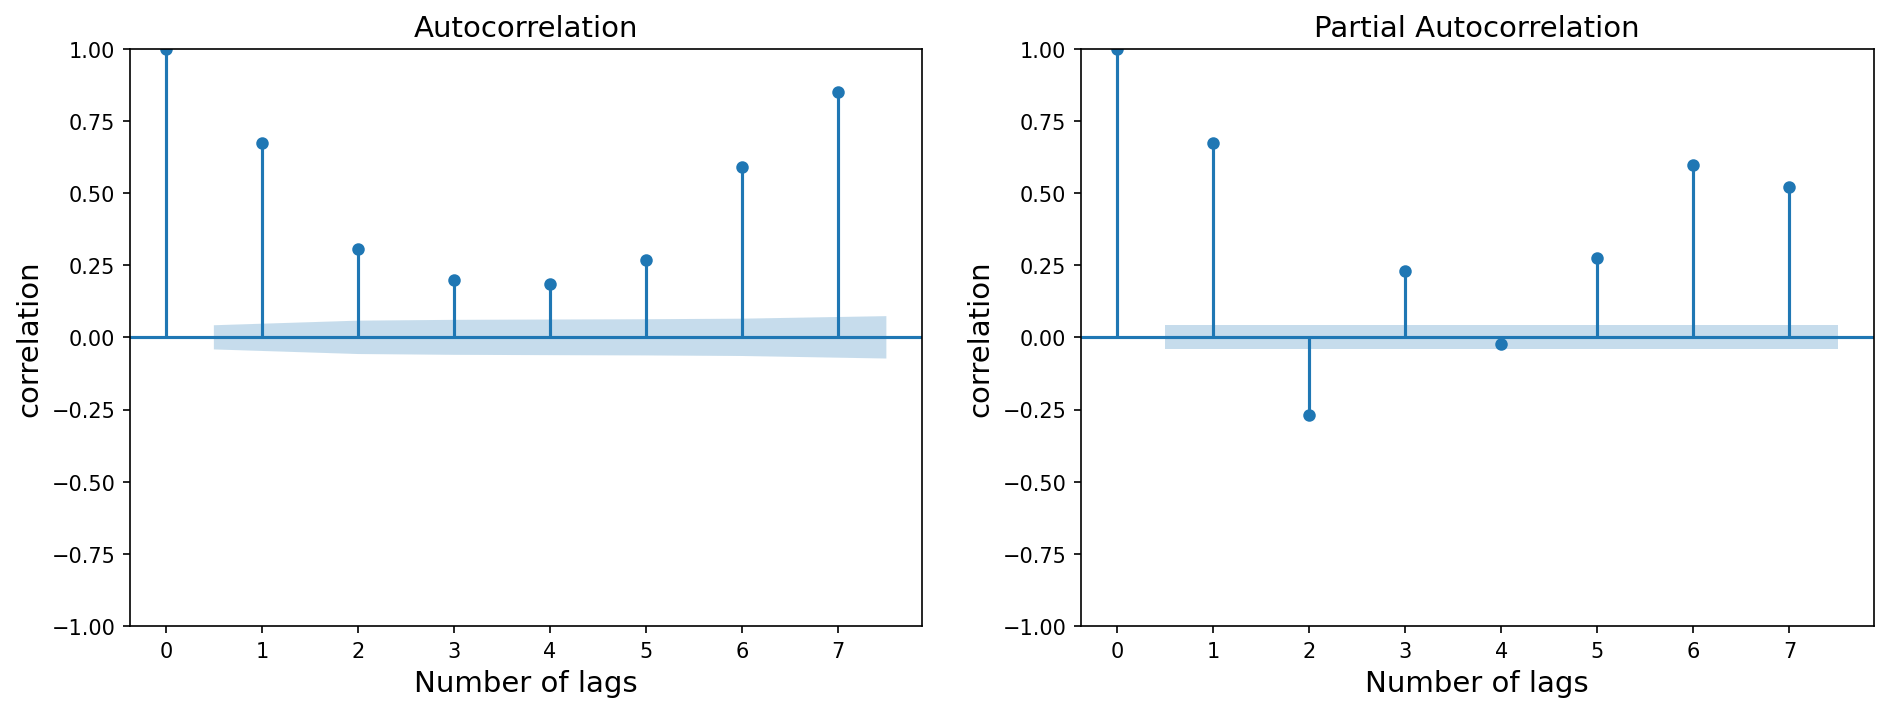 Autocorrelation
1.00
0.75
0.50
0.25
0.00
−0.25
−0.50
−0.75
−1.00
correlation
0 1 2 3 4 5 6 7
Number of lags
Partial Autocorrelation
1.00
0.75
0.50
0.25
0.00
−0.25
−0.50
−0.75
−1.00
correlation
0 1 2 3 4 5 6 7
Number of lags